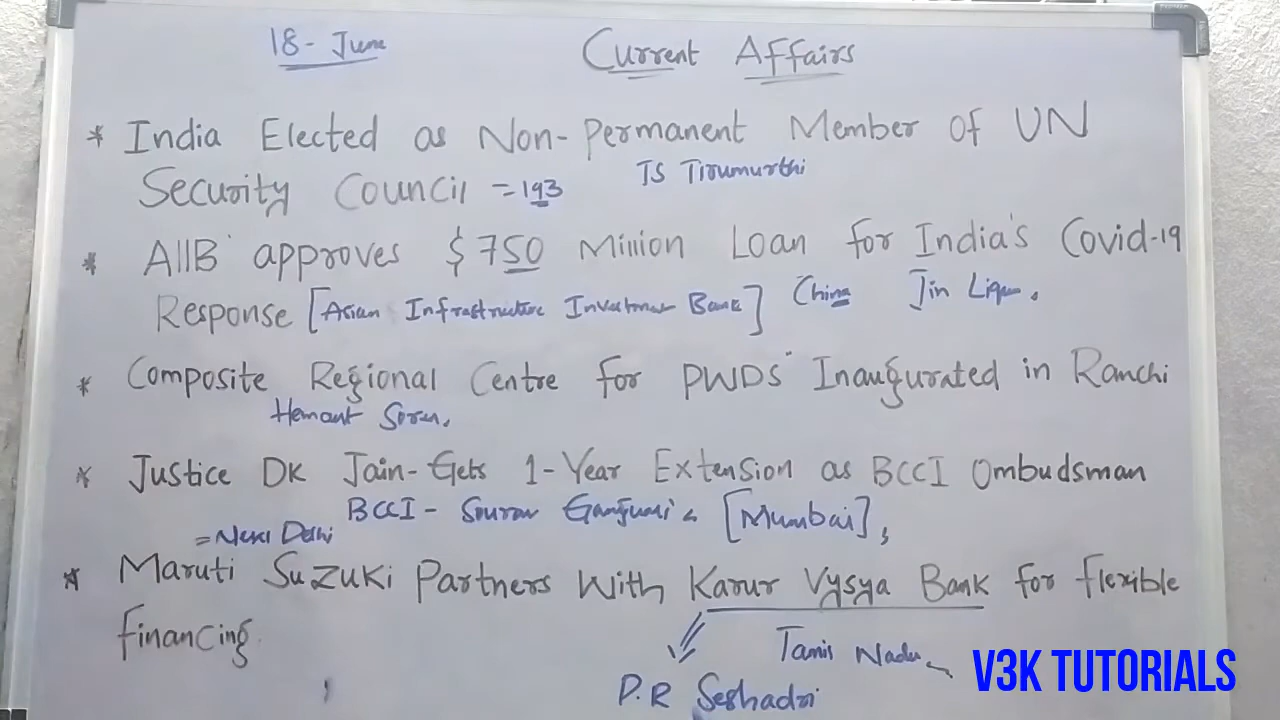 18- June Current Affairs
* India Elected as Non-Permanent Member of UN
TS Tirumurthi
Security Council =193
* AIIB approves $750 Million Loan for India's Covid-19
Response [Asian Infrastructure Investment Bank] China Jin Liqun.
* Composite Regional Centre for PWDS Inaugurated in Ranchi
Hemant Soren.
* Justice DK Jain-Gets 1-Year Extension as BCCI Ombudsman
BCCI - Sourav Ganguni [Mumbai],
=New Delhi
* Maruti Suzuki Partners With Karur Vysya Bank for flexible
financing.
Tamil Nadu
P.R Seshadri
V3K TUTORIALS